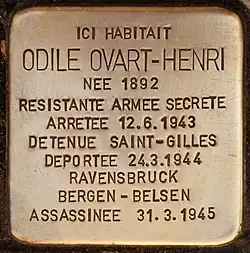 ICI HABITAIT
ODILE OVART-HENRI
NEE 1892
RESISTANTE ARMEE SECRETE
ARRETEE 12.6.1943
DETENUE SAINT-GILLES
DEPORTEE 24.3.1944
RAVENSBRUCK
BERGEN-BELSEN
ASSASSINEE 31.3.1945